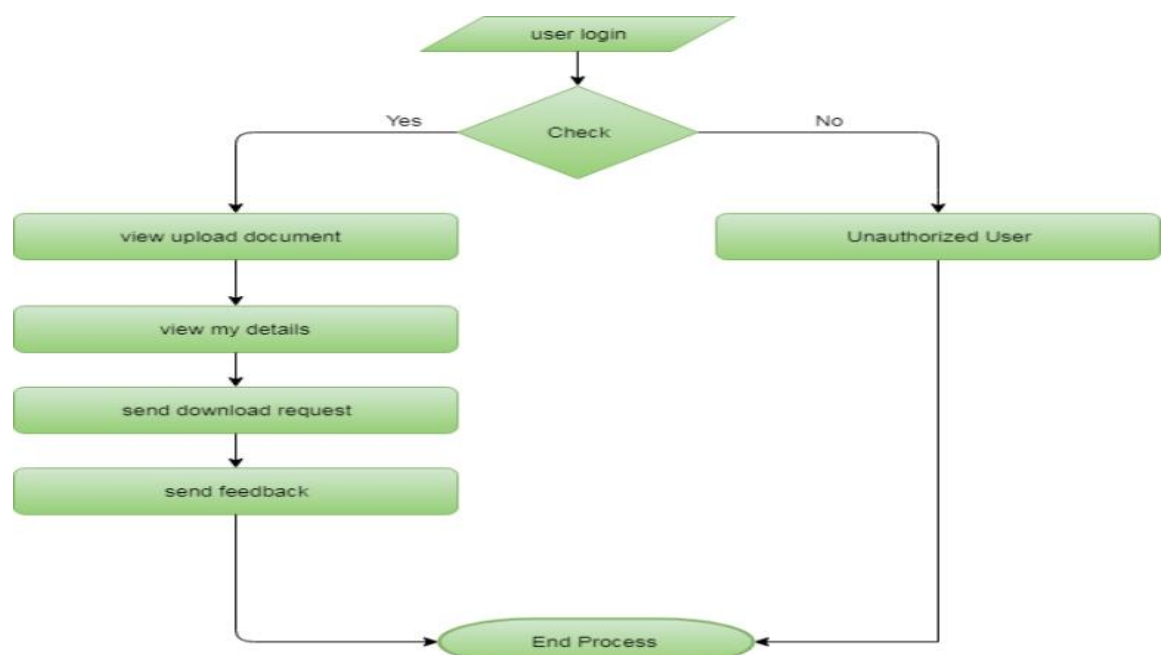 user login
Check
Yes
No
view upload document
Unauthorized User
view my details
send download request
send feedback
End Process